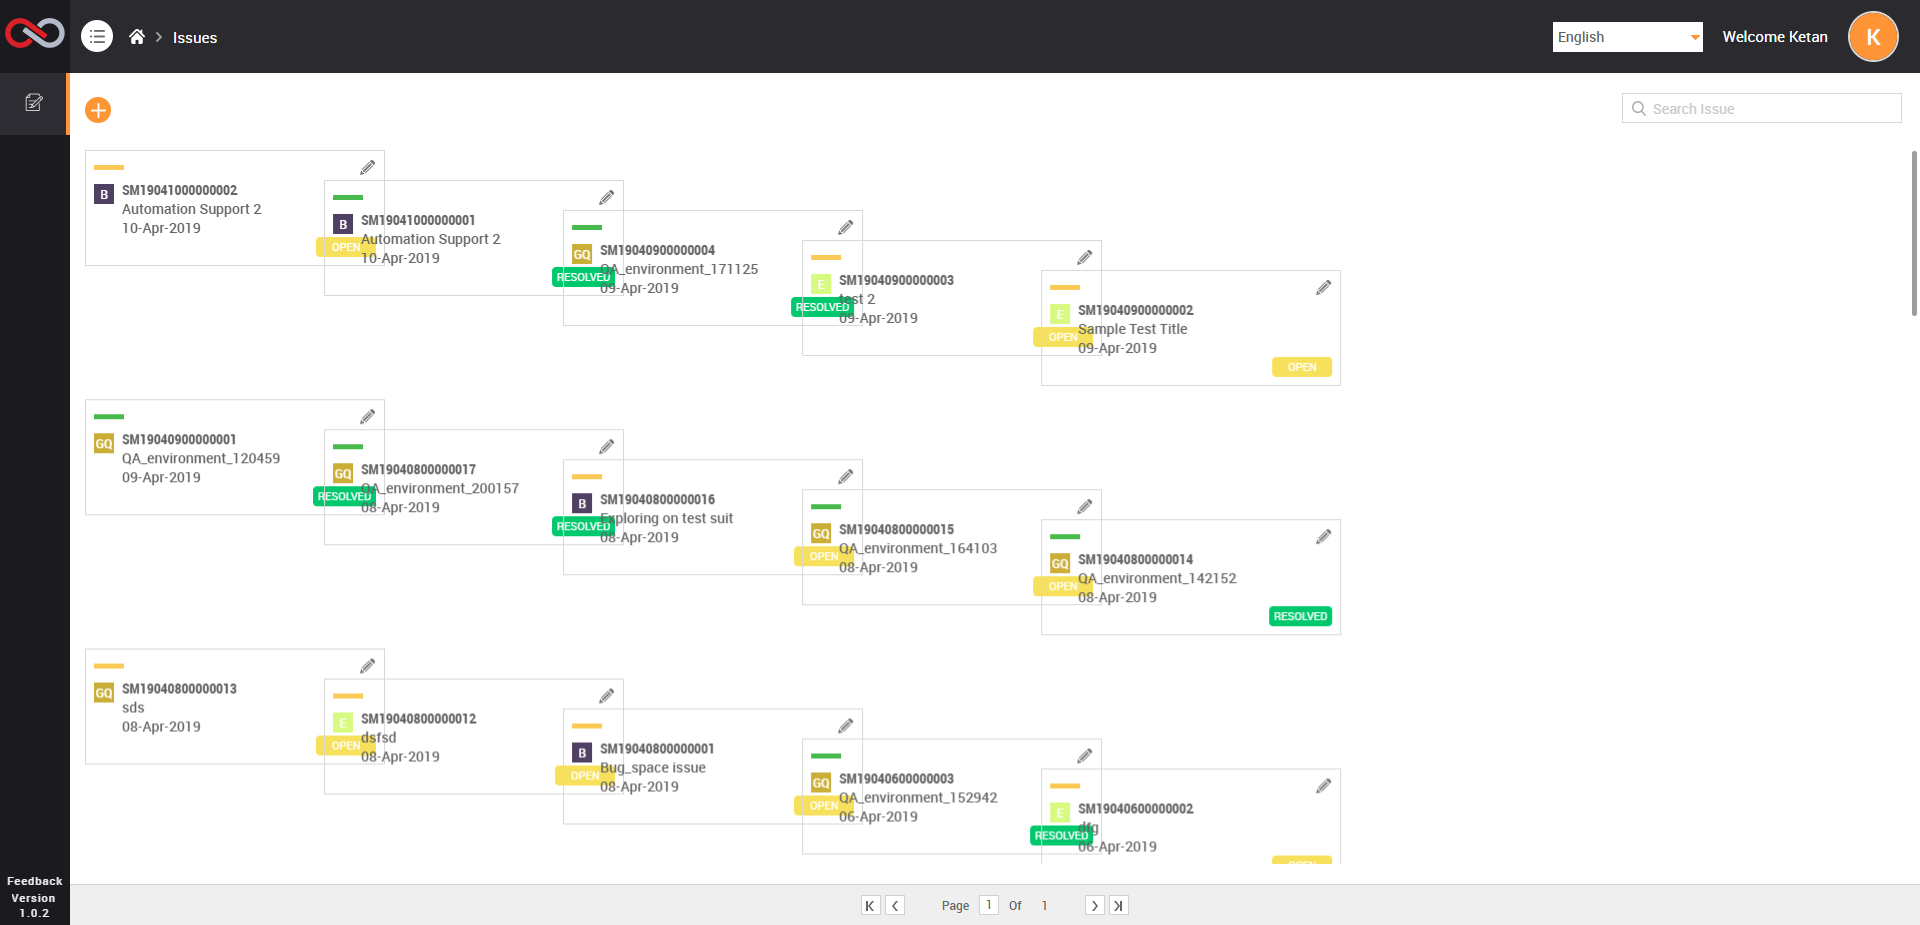 Issues
English
Welcome Ketan
K
Search Issue
B
SM19041000000002
Automation Support 2
10-Apr-2019
OPEN
B
SM19041000000001
Automation Support 2
10-Apr-2019
RESOLVED
GQ
SM19040900000004
QA_environment_171125
09-Apr-2019
RESOLVED
E
SM19040900000003
test 2
09-Apr-2019
OPEN
E
SM19040900000002
Sample Test Title
09-Apr-2019
OPEN
GQ
SM19040900000001
QA_environment_120459
09-Apr-2019
RESOLVED
GQ
SM19040800000017
QA_environment_200157
08-Apr-2019
RESOLVED
B
SM19040800000016
Exploring on test suit
08-Apr-2019
OPEN
GQ
SM19040800000015
QA_environment_164103
08-Apr-2019
OPEN
GQ
SM19040800000014
QA_environment_142152
08-Apr-2019
RESOLVED
GQ
SM19040800000013
sds
08-Apr-2019
OPEN
E
SM19040800000012
dsfsd
08-Apr-2019
OPEN
B
SM19040800000001
Bug_space issue
08-Apr-2019
OPEN
GQ
SM19040600000003
QA_environment_152942
06-Apr-2019
RESOLVED
E
SM19040600000002
dfg
06-Apr-2019
OPEN
Feedback
Version
1.0.2
Page 1 Of 1